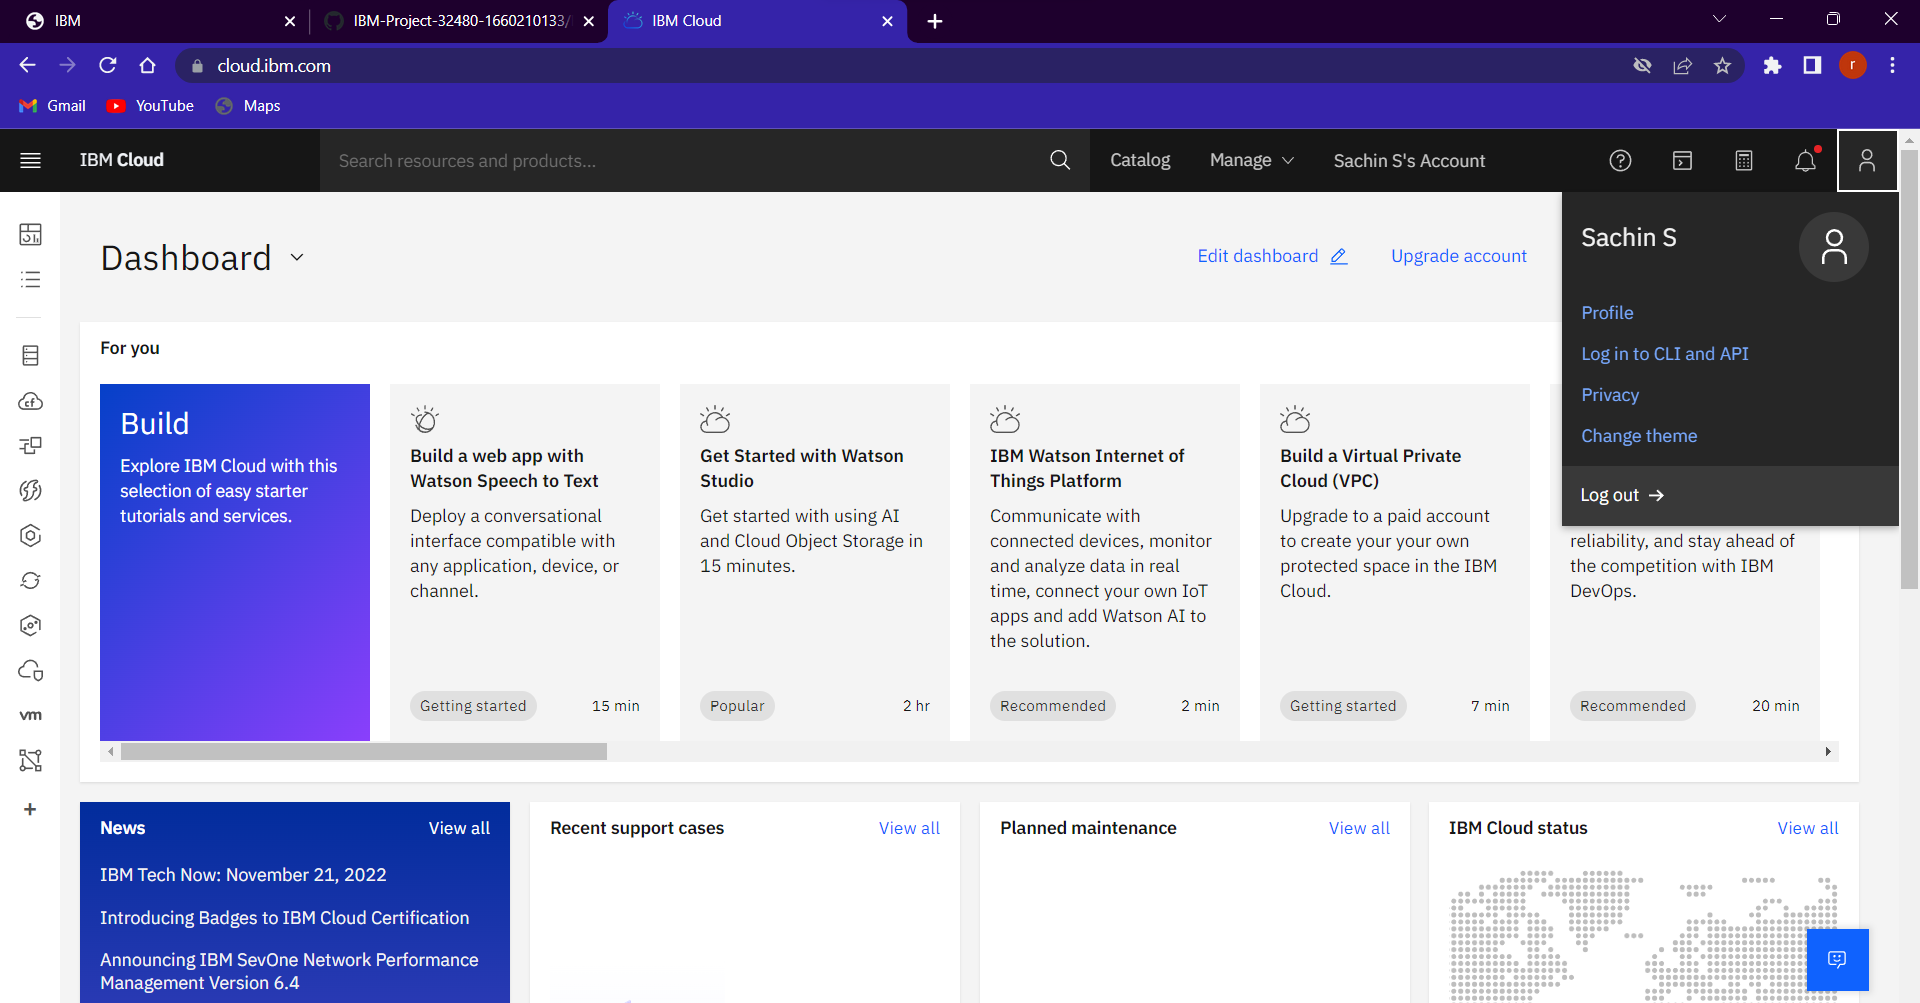 IBM
IBM-Project-32480-1660210133/
IBM Cloud
cloud.ibm.com
r
Gmail
YouTube
Maps
IBM Cloud
Search resources and products...
Catalog
Manage
Sachin S's Account
Dashboard
Edit dashboard
Upgrade account
Sachin S
Profile
Log in to CLI and API
Privacy
Change theme
Log out
For you
Build
Explore IBM Cloud with this
selection of easy starter
tutorials and services.
Build a web app with
Watson Speech to Text
Deploy a conversational
interface compatible with
any application, device, or
channel.
Getting started
15 min
Get Started with Watson
Studio
Get started with using AI
and Cloud Object Storage in
15 minutes.
Popular
2 hr
IBM Watson Internet of
Things Platform
Communicate with
connected devices, monitor
and analyze data in real
time, connect your own IoT
apps and add Watson AI to
the solution.
Recommended
2 min
Build a Virtual Private
Cloud (VPC)
Upgrade to a paid account
to create your your own
protected space in the IBM
Cloud.
Getting started
7 min
reliability, and stay ahead of
the competition with IBM
DevOps.
Recommended
20 min
cf
vm
News
View all
IBM Tech Now: November 21, 2022
Introducing Badges to IBM Cloud Certification
Announcing IBM SevOne Network Performance
Management Version 6.4
Recent support cases
View all
Planned maintenance
View all
IBM Cloud status
View all